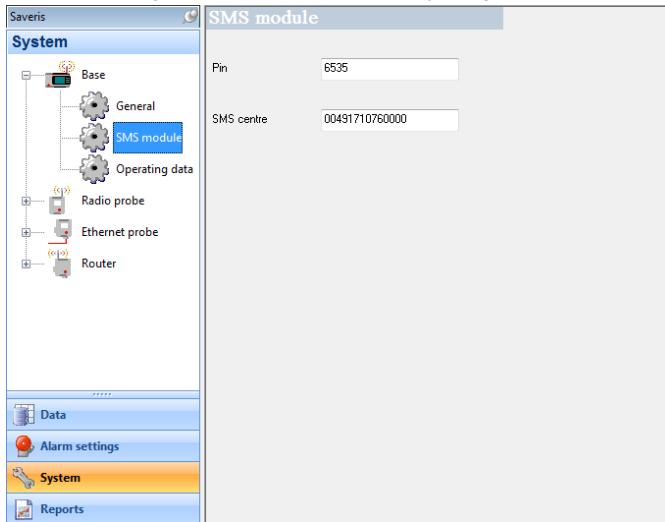 Saveris
SMS module
System
Base
General
SMS module
Operating data
Radio probe
Ethernet probe
Router
Pin
6535
SMS centre
00491710760000
Data
Alarm settings
System
Reports